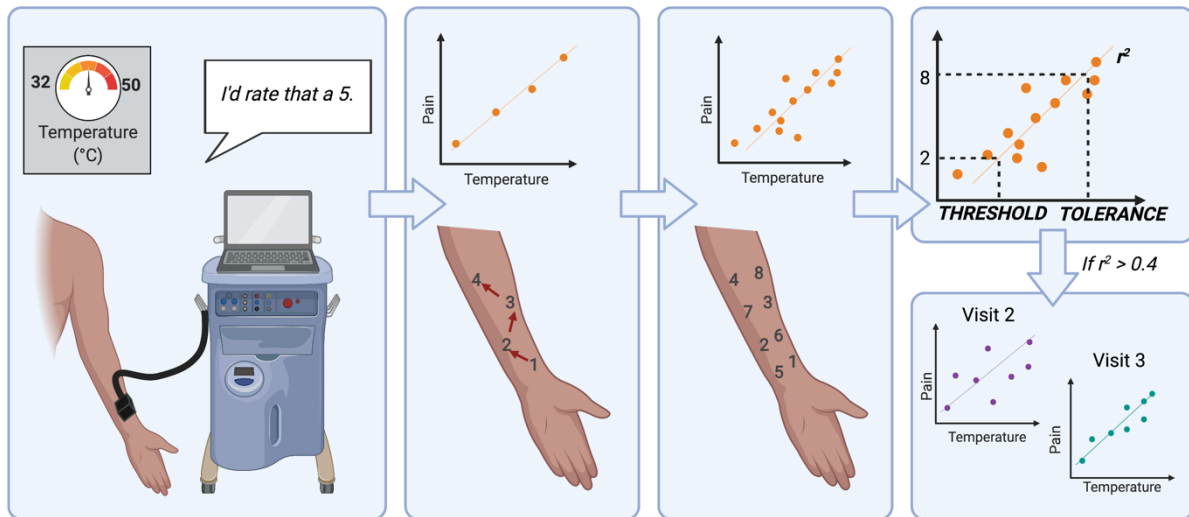 32
50
Temperature
(°C)
I'd rate that a 5.
Pain
Temperature
4
3
2
1
Pain
Temperature
4
8
7
3
6
2
1
5
r²
8
2
THRESHOLD TOLERANCE
If r² > 0.4
Visit 2
Pain
Temperature
Visit 3
Pain
Temperature